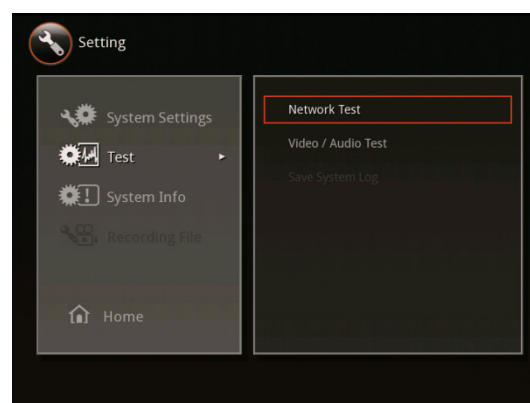 Setting
System Settings
Test
System Info
Recording File
Home
Network Test
Video / Audio Test
Save System Log